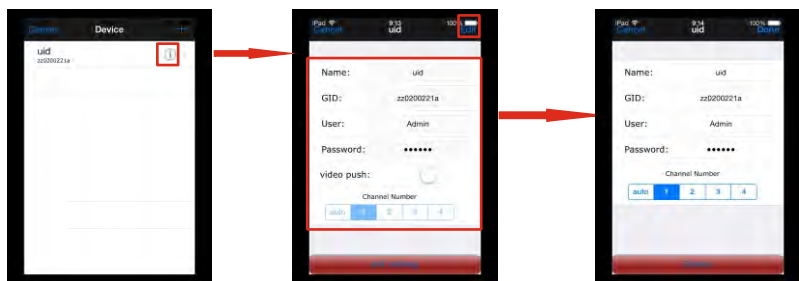 Device
uid
zz0200221a
iPad 9:13 100%
Cancel uid Edit
Name: uid
GID: zz0200221a
User: Admin
Password: ••••••
video push:
Channel Number
auto 1 2 3 4
iPad 9:14 100%
Cancel uid Done
Name: uid
GID: zz0200221a
User: Admin
Password: ••••••
Channel Number
auto 1 2 3 4